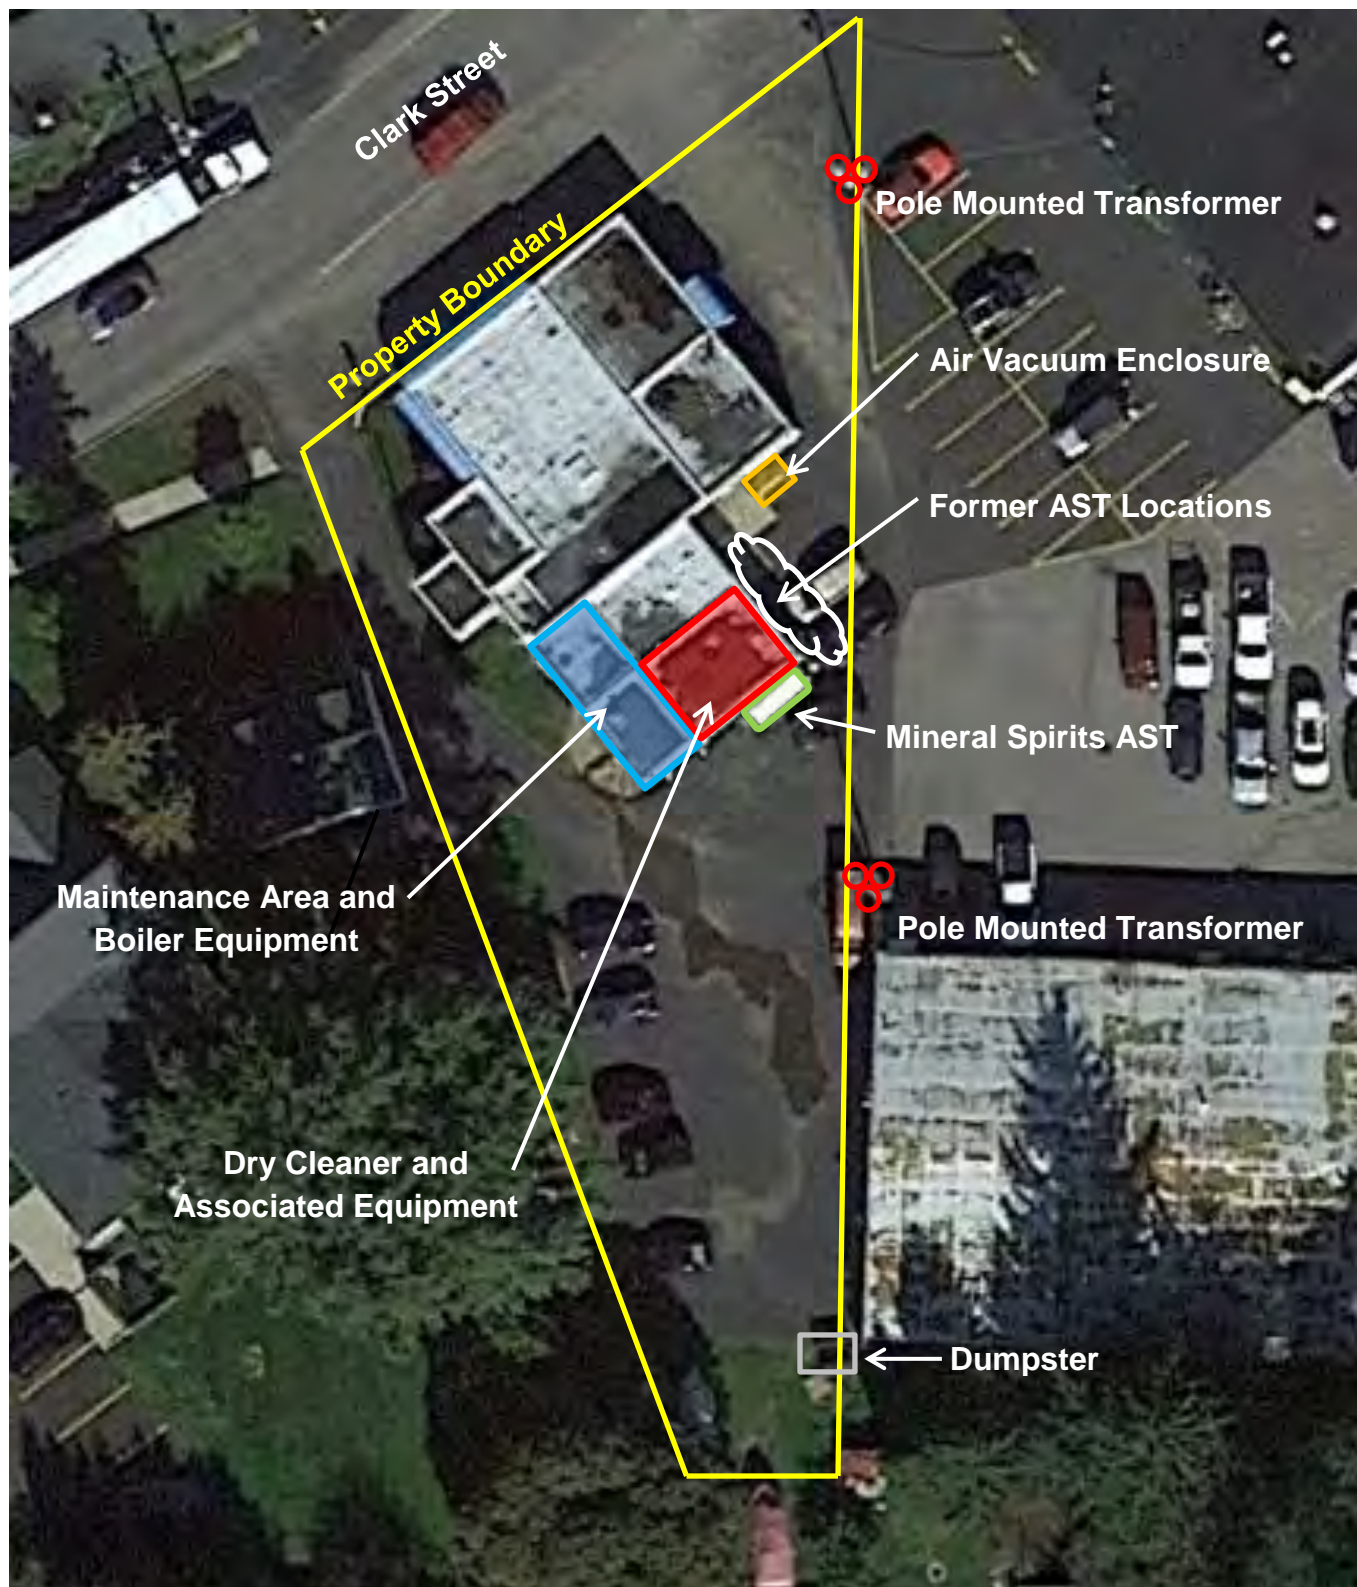 Clark Street
Pole Mounted Transformer
Property Boundary
Air Vacuum Enclosure
Former AST Locations
Mineral Spirits AST
Maintenance Area and
Boiler Equipment
Pole Mounted Transformer
Dry Cleaner and
Associated Equipment
Dumpster